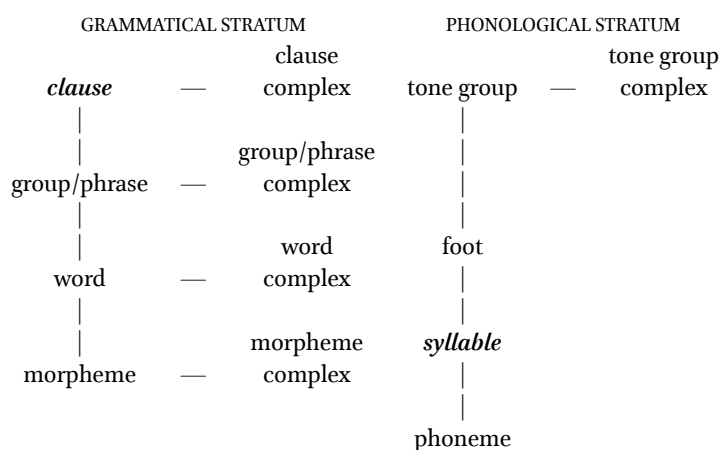 GRAMMATICAL STRATUM PHONOLOGICAL STRATUM
clause tone group
clause — complex tone group — complex
group/phrase
group/phrase — complex
word foot
word — complex
morpheme syllable
morpheme — complex
phoneme